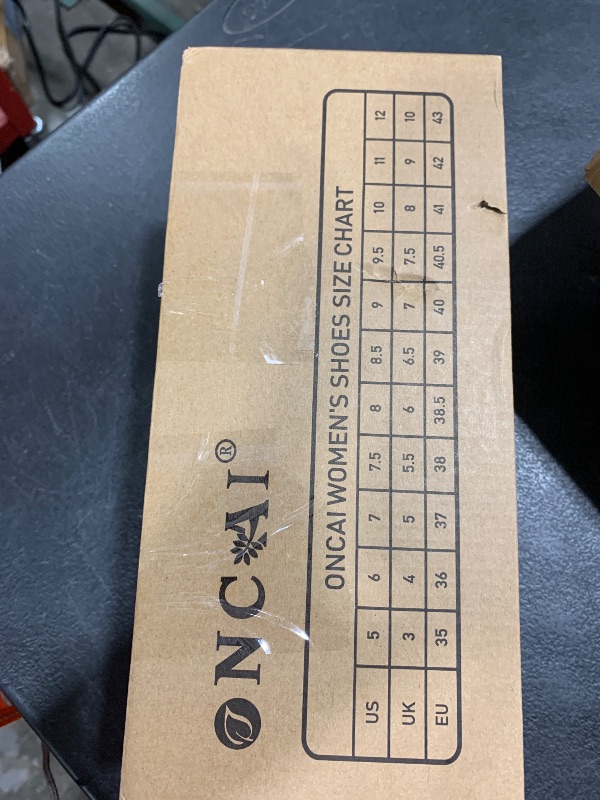 ONCAI®
ONCAI WOMEN'S SHOES SIZE CHART
US 5 6 7 7.5 8 8.5 9 9.5 10 11 12
UK 3 4 5 5.5 6 6.5 7 7.5 8 9 10
EU 35 36 37 38 38.5 39 40 40.5 41 42 43